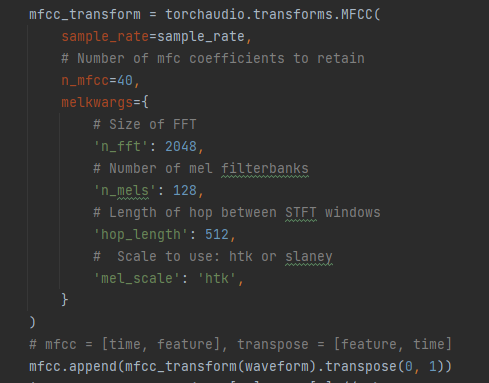 mfcc_transform = torchaudio.transforms.MFCC(
sample_rate=sample_rate,
# Number of mfc coefficients to retain
n_mfcc=40,
melkwargs={
# Size of FFT
'n_fft': 2048,
# Number of mel filterbanks
'n_mels': 128,
# Length of hop between STFT windows
'hop_length': 512,
#  Scale to use: htk or slaney
'mel_scale': 'htk',
}
)
# mfcc = [time, feature], transpose = [feature, time]
mfcc.append(mfcc_transform(waveform).transpose(0, 1))